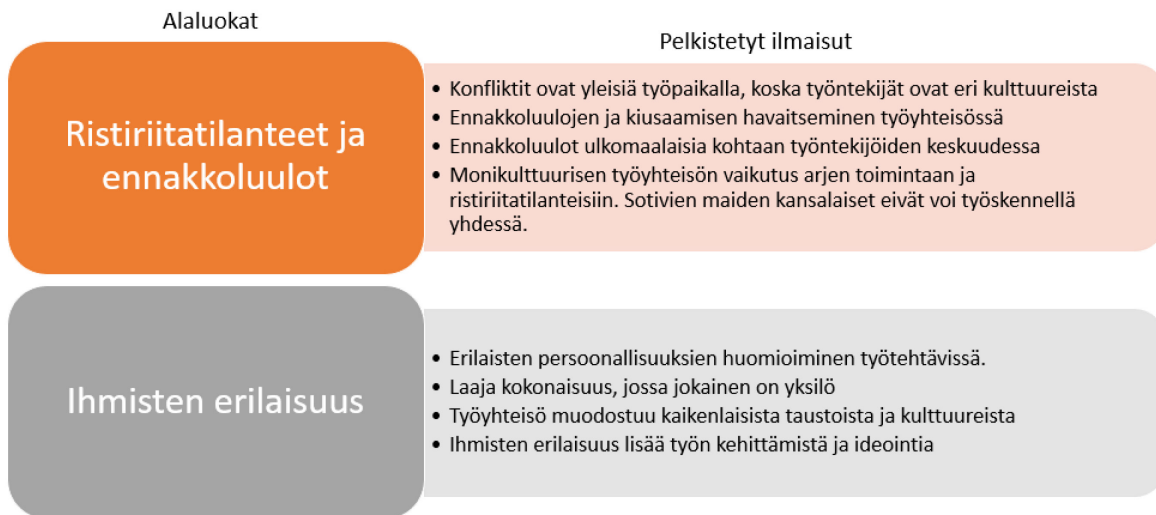 Alaluokat
Pelkistetyt ilmaisut
Ristiriitatilanteet ja
ennakkoluulot
• Konfliktit ovat yleisiä työpaikalla, koska työntekijät ovat eri kulttuureista
• Ennakkoluulojen ja kiusaamisen havaitseminen työyhteisössä
• Ennakkoluulot ulkomaalaisia kohtaan työntekijöiden keskuudessa
• Monikulttuurisen työyhteisön vaikutus arjen toimintaan ja
ristiriitatilanteisiin. Sotivien maiden kansalaiset eivät voi työskennellä
yhdessä.
Ihmisten erilaisuus
• Erilaisten persoonallisuuksien huomioiminen työtehtävissä.
• Laaja kokonaisuus, jossa jokainen on yksilö
• Työyhteisö muodostuu kaikenlaisista taustoista ja kulttuureista
• Ihmisten erilaisuus lisää työn kehittämistä ja ideointia